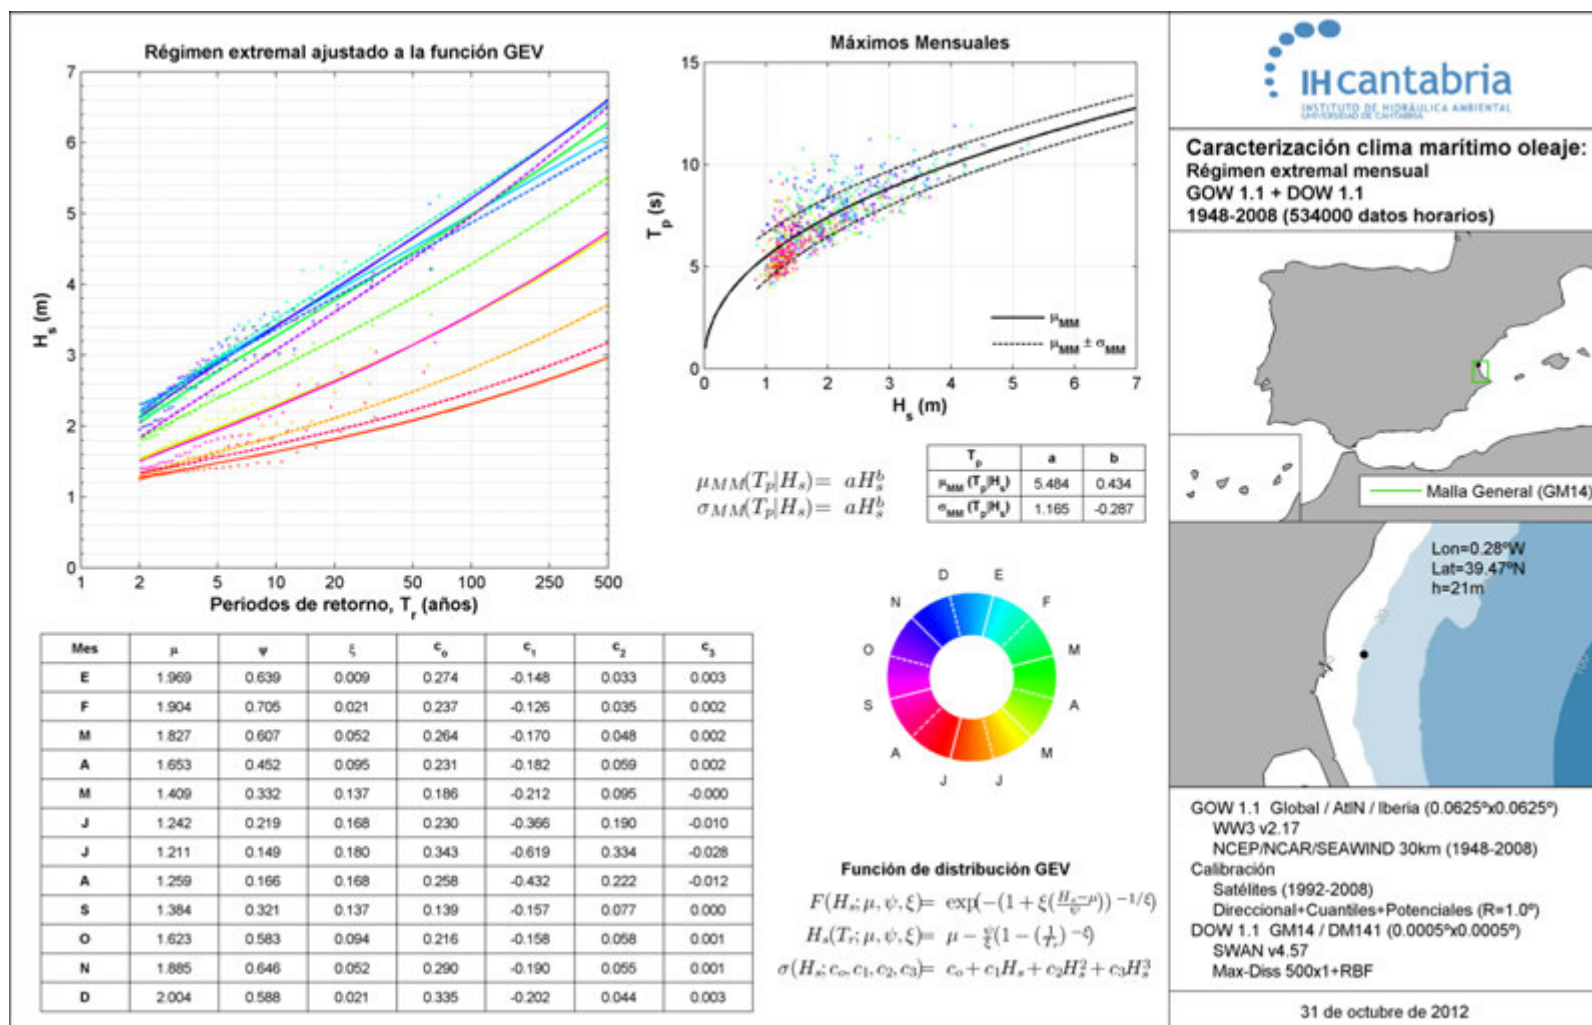 Régimen extremal ajustado a la función GEV
7
6
5
4
3
2
1
0
H_s (m)
1 2 5 10 20 50 100 250 500
Periodos de retorno, T_r (años)
Máximos Mensuales
15
10
5
0
T_p (s)
μ_MM
μ_MM ± σ_MM
0 1 2 3 4 5 6 7
H_s (m)
μ_MM(T_p|H_s) = aH_s^b
σ_MM(T_p|H_s) = aH_s^b
T_p a b
μ_MM (T_p|H_s) 5.484 0.434
σ_MM (T_p|H_s) 1.165 -0.287
Mes μ ψ ξ c_o c_1 c_2 c_3
E 1.969 0.639 0.009 0.274 -0.148 0.033 0.003
F 1.904 0.705 0.021 0.237 -0.126 0.035 0.002
M 1.827 0.607 0.052 0.264 -0.170 0.048 0.002
A 1.653 0.452 0.095 0.231 -0.182 0.059 0.002
M 1.409 0.332 0.137 0.186 -0.212 0.095 -0.000
J 1.242 0.219 0.168 0.230 -0.366 0.190 -0.010
J 1.211 0.149 0.180 0.343 -0.619 0.334 -0.028
A 1.259 0.166 0.168 0.258 -0.432 0.222 -0.012
S 1.384 0.321 0.137 0.139 -0.157 0.077 0.000
O 1.623 0.583 0.094 0.216 -0.158 0.058 0.001
N 1.885 0.646 0.052 0.290 -0.190 0.055 0.001
D 2.004 0.588 0.021 0.335 -0.202 0.044 0.003
D E
N F
O M
S A
A M
J J
Función de distribución GEV
F(H_s; μ, ψ, ξ) = exp(-(1 + ξ((H_s-μ)/ψ))^(-1/ξ))
H_s(T_r; μ, ψ, ξ) = μ - ψ/ξ(1 - (1/T_r)^(-ξ))
σ(H_s; c_o, c_1, c_2, c_3) = c_o + c_1H_s + c_2H_s^2 + c_3H_s^3
IHcantabria
INSTITUTO DE HIDRÁULICA AMBIENTAL
UNIVERSIDAD DE CANTABRIA
Caracterización clima marítimo oleaje:
Régimen extremal mensual
GOW 1.1 + DOW 1.1
1948-2008 (534000 datos horarios)
Malla General (GM14)
Lon=0.28ºW
Lat=39.47ºN
h=21m
GOW 1.1 Global / AtlN / Iberia (0.0625ºx0.0625º)
WW3 v2.17
NCEP/NCAR/SEAWIND 30km (1948-2008)
Calibración
Satélites (1992-2008)
Direccional+Cuantiles+Potenciales (R=1.0º)
DOW 1.1 GM14 / DM141 (0.0005ºx0.0005º)
SWAN v4.57
Max-Diss 500x1+RBF
31 de octubre de 2012